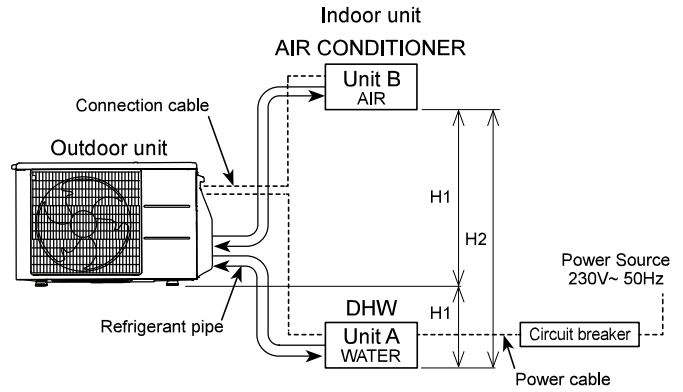 Indoor unit
AIR CONDITIONER
Unit B
AIR
Connection cable
Outdoor unit
H1
H2
Power Source
230V~ 50Hz
DHW
H1
Refrigerant pipe
Unit A
WATER
Circuit breaker
Power cable